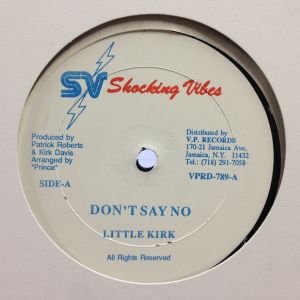 SV Shocking Vibes
Produced by
Patrick Roberts
& Kirk Davis
Arranged by
"Prince"
SIDE-A
Distributed by
V.P. RECORDS
170-21 Jamaica Ave.
Jamaica, N.Y. 11432
Tel.: (718) 291-7058
VPRD-789-A
DON'T SAY NO
LITTLE KIRK
All Rights Reserved